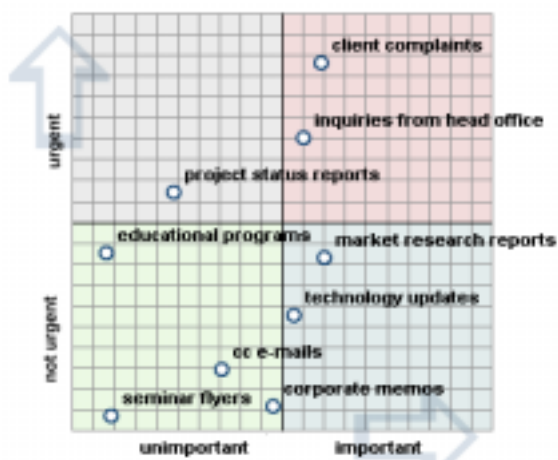 client complaints
inquiries from head office
urgent
project status reports
educational programs
market research reports
technology updates
not urgent
cc e-mails
corporate memos
seminar flyers
unimportant
important